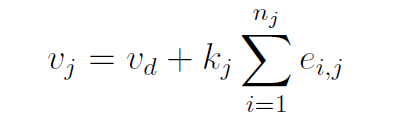 v_j = v_d + k_j \sum_{i=1}^{n_j} e_{i,j}